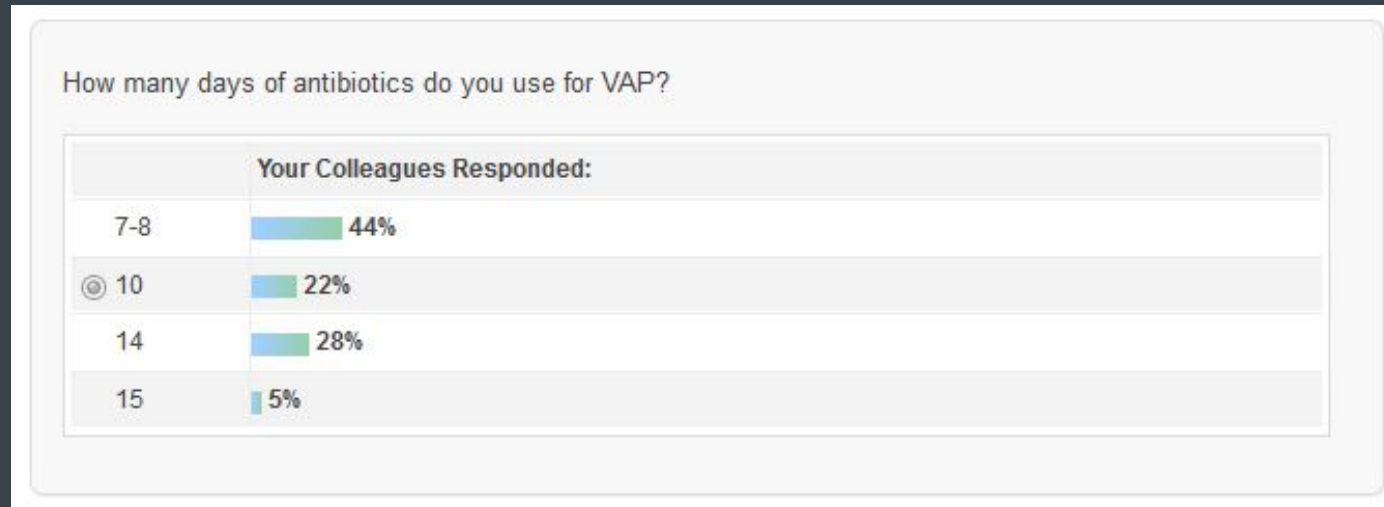 How many days of antibiotics do you use for VAP?
Your Colleagues Responded:
7-8 44%
10 22%
14 28%
15 5%